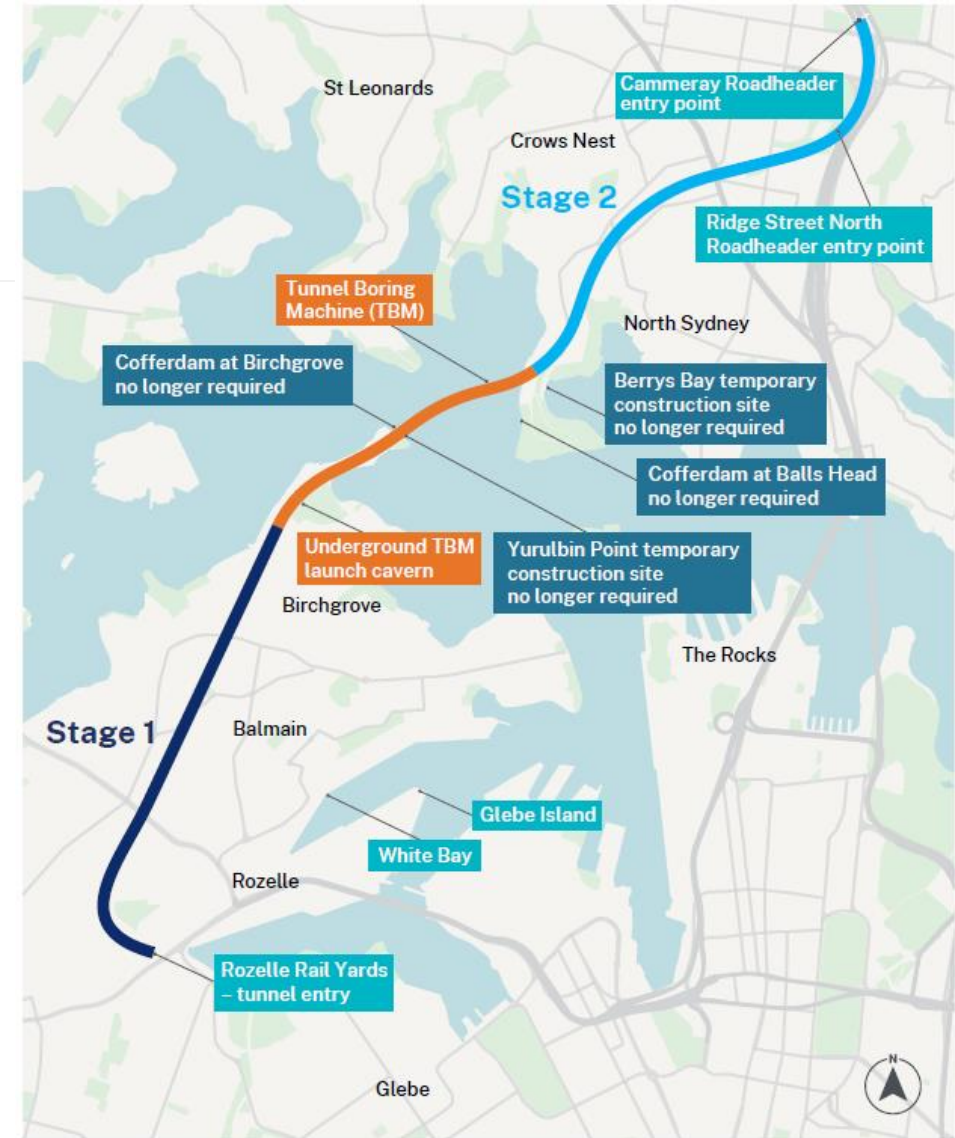 St Leonards
Cammeray Roadheader
entry point
Crows Nest
Stage 2
Ridge Street North
Roadheader entry point
Tunnel Boring
Machine (TBM)
North Sydney
Cofferdam at Birchgrove
no longer required
Berrys Bay temporary
construction site
no longer required
Cofferdam at Balls Head
no longer required
Underground TBM
launch cavern
Yurulbin Point temporary
construction site
no longer required
Birchgrove
The Rocks
Stage 1
Balmain
Glebe Island
White Bay
Rozelle
Rozelle Rail Yards
– tunnel entry
Glebe
N